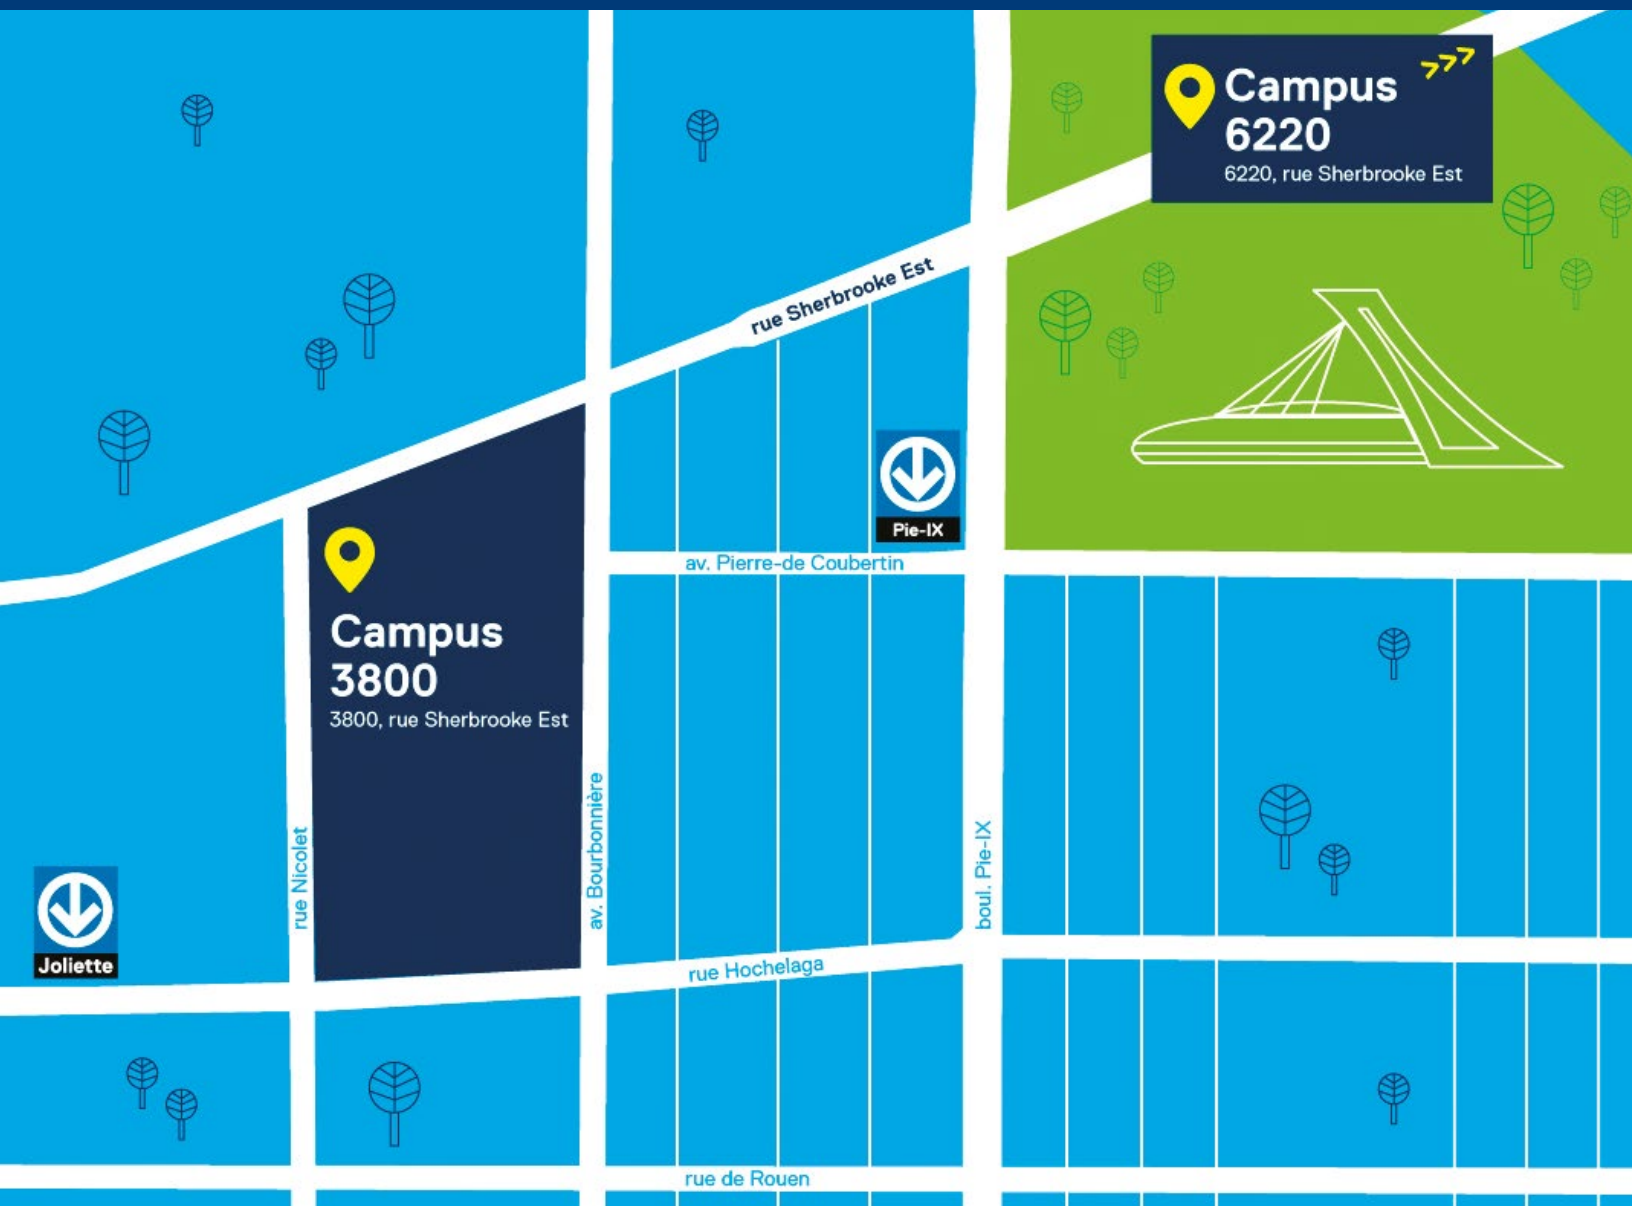 Campus
6220
6220, rue Sherbrooke Est
rue Sherbrooke Est
Pie-IX
av. Pierre-de Coubertin
Campus
3800
3800, rue Sherbrooke Est
rue Nicolet
av. Bourbonnière
boul. Pie-IX
Joliette
rue Hochelaga
rue de Rouen